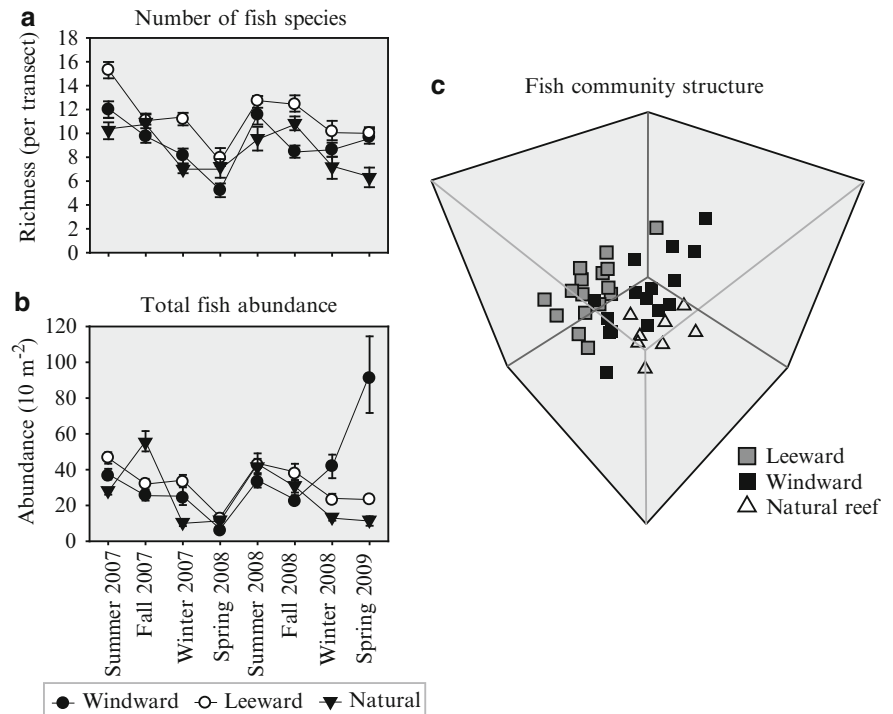 a
Number of fish species
Richness (per transect)
18
16
14
12
10
8
6
4
2
0
b
Total fish abundance
Abundance (10 m⁻²)
120
100
80
60
40
20
0
Summer 2007
Fall 2007
Winter 2007
Spring 2008
Summer 2008
Fall 2008
Winter 2008
Spring 2009
Windward Leeward Natural
c
Fish community structure
Leeward
Windward
Natural reef